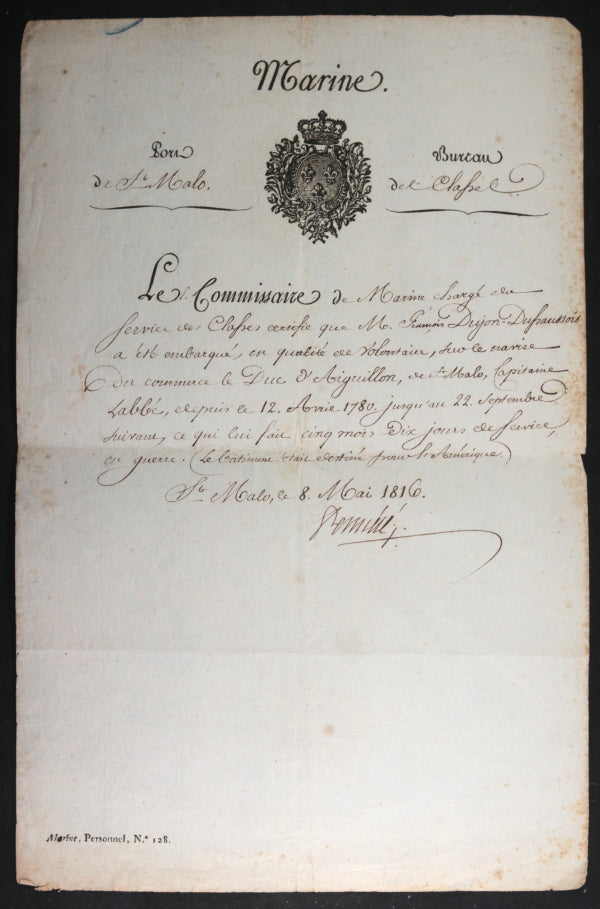 Marine.
Port
de St. Malo.
Bureau
des Classes
Le Commissaire de Marine chargé du
Service des Classes certifie que M. François Dujon-Dussaussois
a été embarqué, en qualité de Volontaire, sur le navire
du commerce le Duc d'Aiguillon, de St. Malo, Capitaine
Labbé, depuis le 12. Avril 1780. jusqu'au 22. Septembre
suivant, ce qui lui fait cinq mois dix jours de service,
en guerre. (Le bâtiment était destiné pour l'Amérique.)
St. Malo, le 8. Mai 1816.
Marine, Personnel, N.° 128.